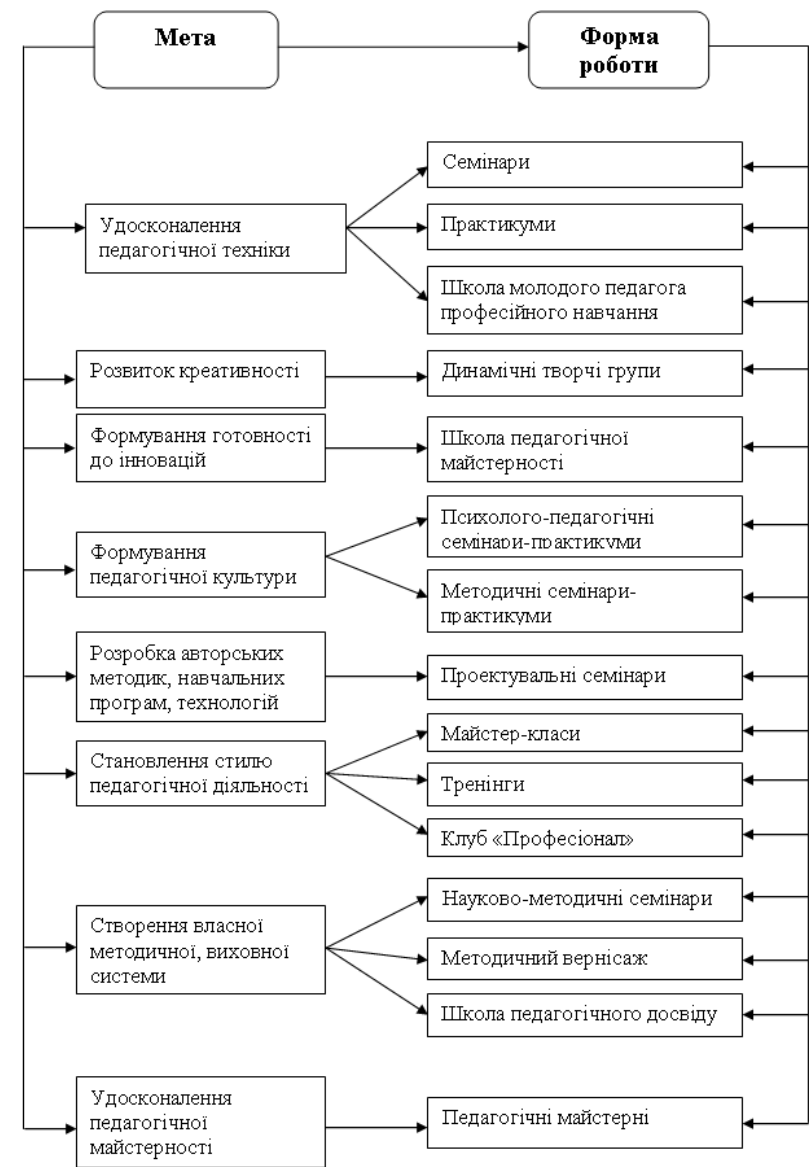 Мета
Форма
роботи
Удосконалення
педагогічної техніки
Семінари
Практикуми
Школа молодого педагога
професійного навчання
Розвиток креативності
Динамічні творчі групи
Формування готовності
до інновацій
Школа педагогічної
майстерності
Формування
педагогічної культури
Психолого-педагогічні
семінари-практикуми
Методичні семінари-
практикуми
Розробка авторських
методик, навчальних
програм, технологій
Проектувальні семінари
Становлення стилю
педагогічної діяльності
Майстер-класи
Тренінги
Клуб «Професіонал»
Створення власної
методичної, виховної
системи
Науково-методичні семінари
Методичний вернісаж
Школа педагогічного досвіду
Удосконалення
педагогічної
майстерності
Педагогічні майстерні